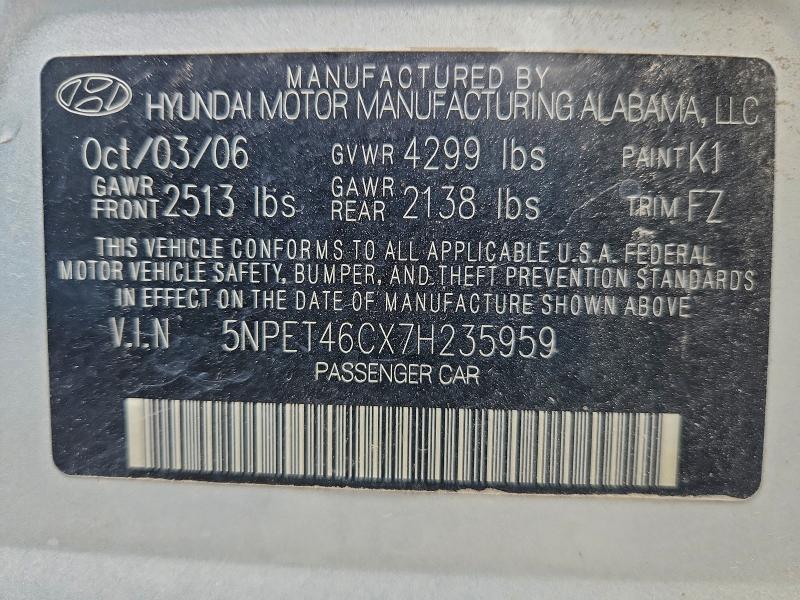 MANUFACTURED BY
HYUNDAI MOTOR MANUFACTURING ALABAMA, LLC
Oct/03/06 GVWR 4299 lbs PAINT K1
GAWR FRONT 2513 lbs GAWR REAR 2138 lbs TRIM FZ
THIS VEHICLE CONFORMS TO ALL APPLICABLE U.S.A. FEDERAL
MOTOR VEHICLE SAFETY, BUMPER, AND THEFT PREVENTION STANDARDS
IN EFFECT ON THE DATE OF MANUFACTURE SHOWN ABOVE
V.I.N 5NPET46CX7H235959
PASSENGER CAR